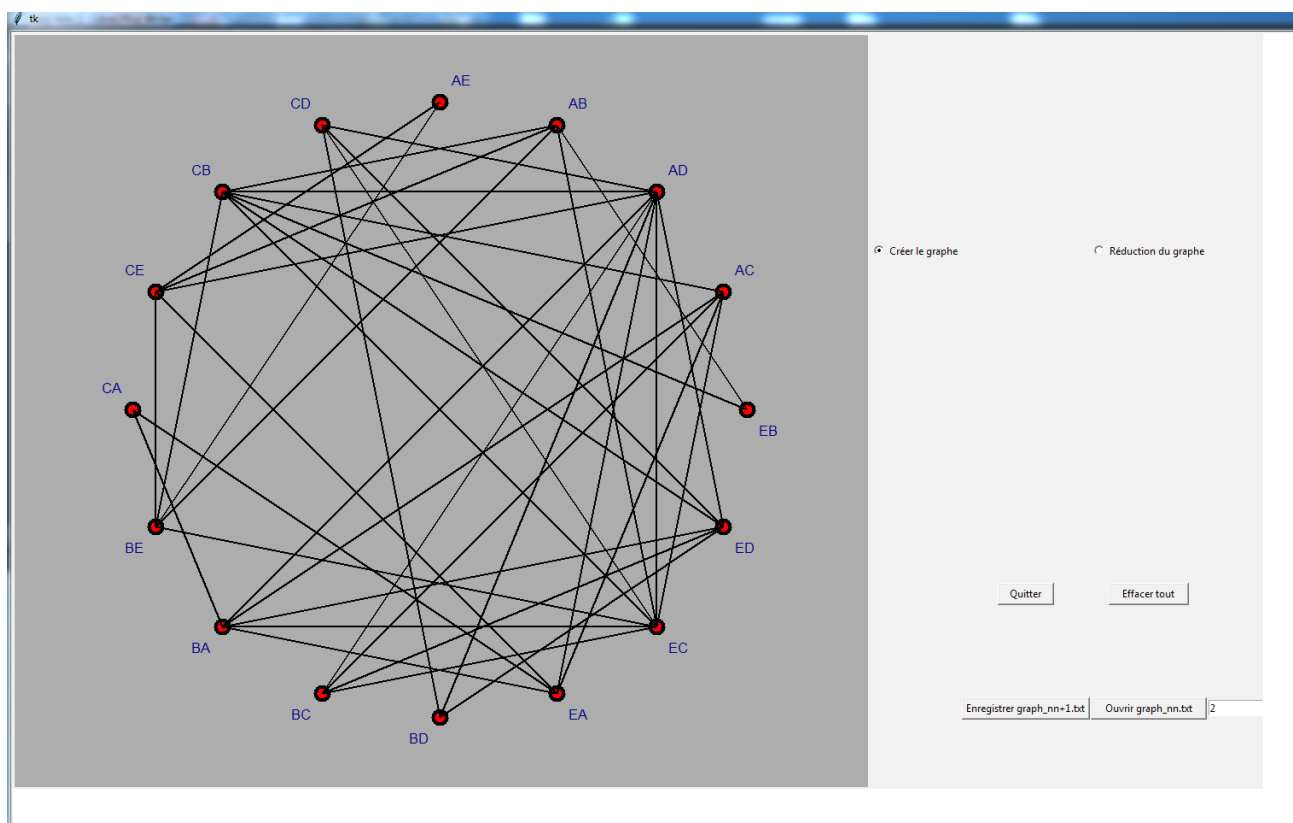 tk
AE
CD
AB
CB
AD
CE
AC
CA
EB
BE
ED
BA
EC
BC
EA
BD
Créer le graphe
Réduction du graphe
Quitter
Effacer tout
Enregistrer graph_nn+1.txt
Ouvrir graph_nn.txt
2